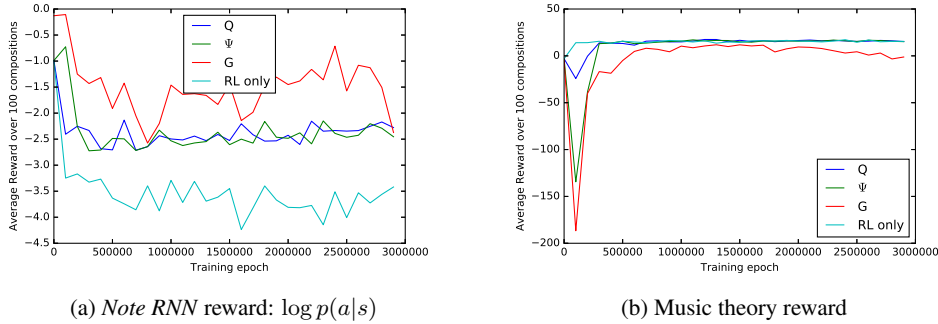 Average Reward over 100 compositions
0.0
−0.5
−1.0
−1.5
−2.0
−2.5
−3.0
−3.5
−4.0
−4.5
0
500000
1000000
1500000
2000000
2500000
3000000
Training epoch
Q
Ψ
G
RL only
(a) Note RNN reward: log p(a|s)
Average Reward over 100 compositions
50
0
−50
−100
−150
−200
0
500000
1000000
1500000
2000000
2500000
3000000
Training epoch
Q
Ψ
G
RL only
(b) Music theory reward